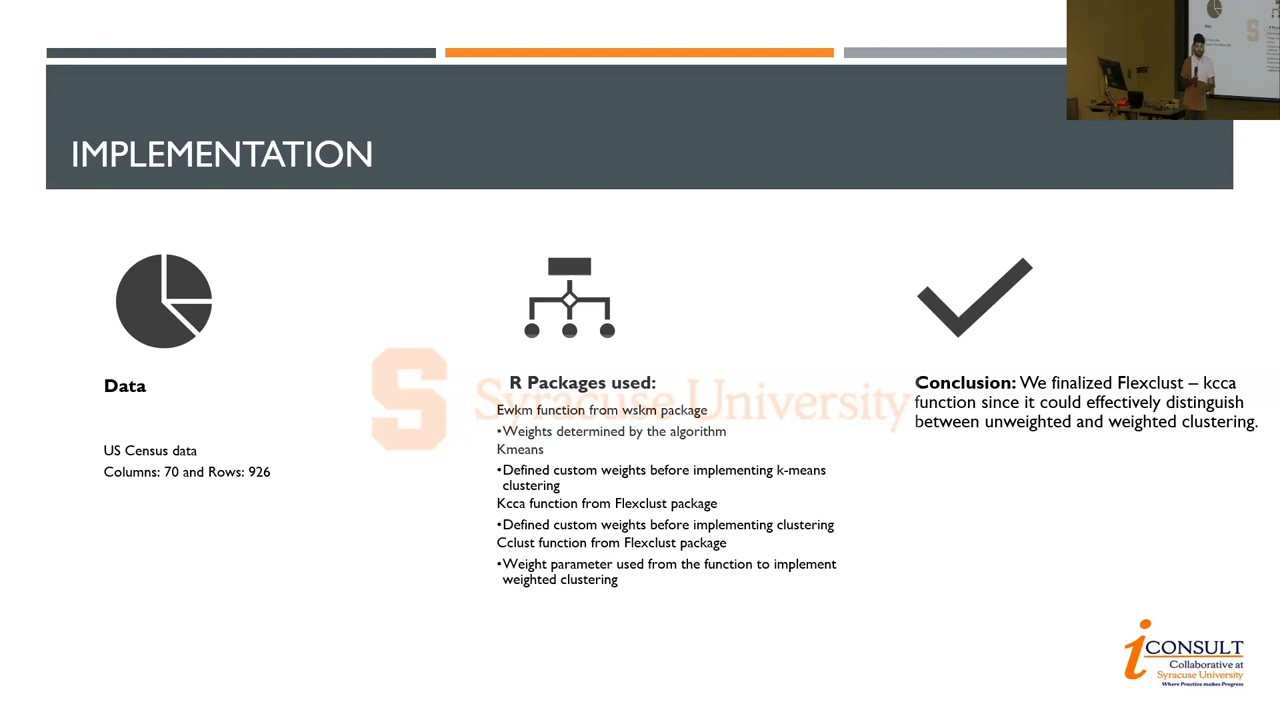 IMPLEMENTATION
Data
US Census data
Columns: 70 and Rows: 926
Syracuse University
R Packages used:
Ewkm function from wskm package
•Weights determined by the algorithm
Kmeans
•Defined custom weights before implementing k-means
clustering
Kcca function from Flexclust package
•Defined custom weights before implementing clustering
Cclust function from Flexclust package
•Weight parameter used from the function to implement
weighted clustering
Conclusion: We finalized Flexclust – kcca
function since it could effectively distinguish
between unweighted and weighted clustering.
iCONSULT
Collaborative at
Syracuse University
Where Practice makes Progress